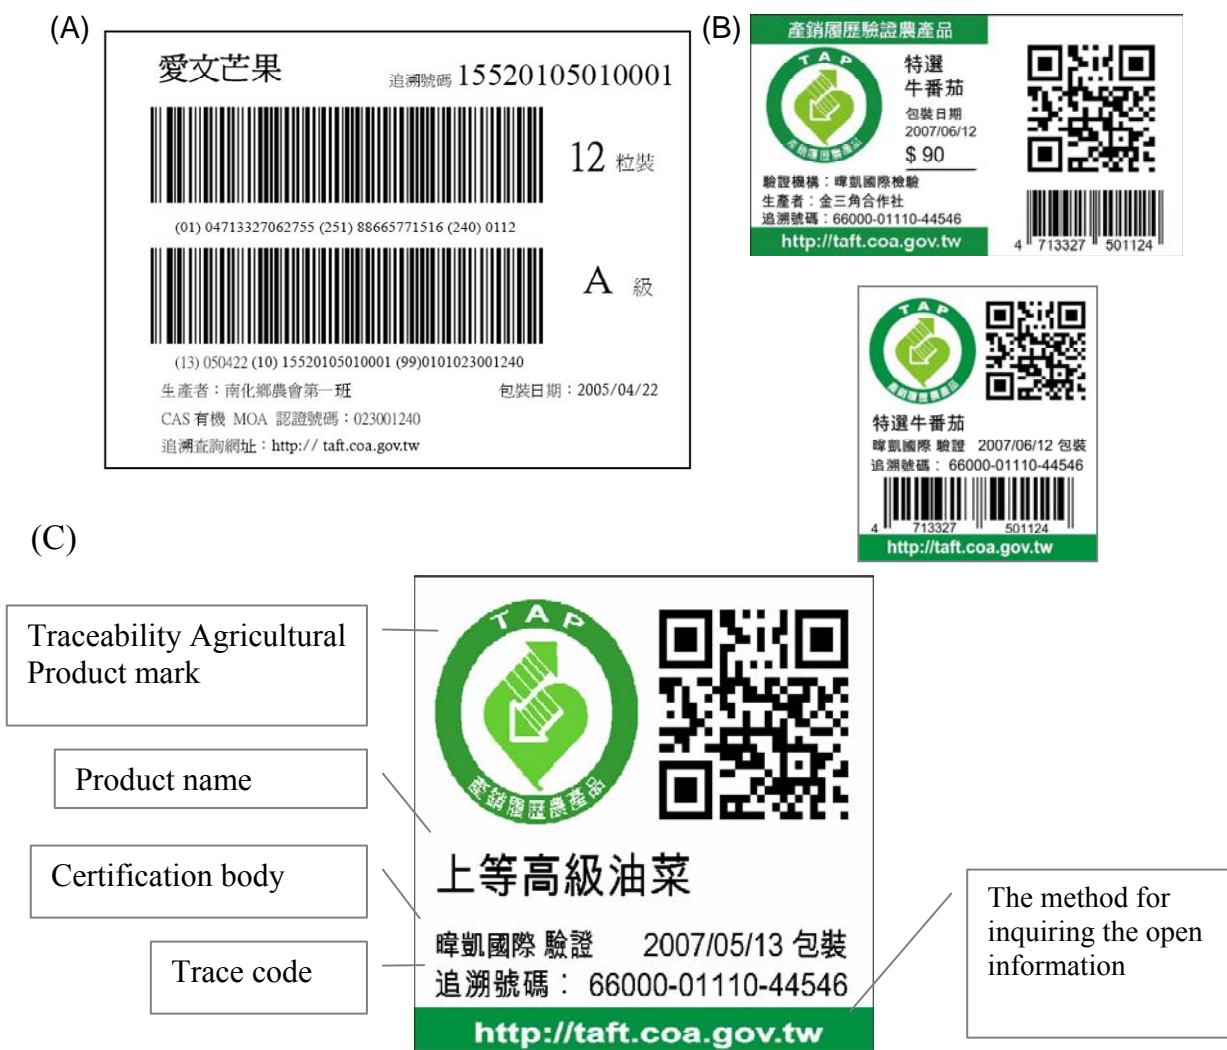 (A)
愛文芒果
追溯號碼 15520105010001
12 粒裝
(01) 04713327062755 (251) 88665771516 (240) 0112
A 級
(13) 050422 (10) 15520105010001 (99)0101023001240
生產者：南化鄉農會第一班 包裝日期：2005/04/22
CAS 有機 MOA 認證號碼：023001240
追溯查詢網址：http:// taft.coa.gov.tw
(B)
產銷履歷驗證農產品
TAP
產銷履歷農產品
特選
牛番茄
包裝日期
2007/06/12
$ 90
驗證機構：暐凱國際檢驗
生產者：金三角合作社
追溯號碼：66000-01110-44546
http://taft.coa.gov.tw
4 713327 501124
TAP
產銷履歷農產品
特選牛番茄
暐凱國際 驗證 2007/06/12 包裝
追溯號碼： 66000-01110-44546
4 713327 501124
http://taft.coa.gov.tw
(C)
Traceability Agricultural
Product mark
Product name
Certification body
Trace code
TAP
產銷履歷農產品
上等高級油菜
暐凱國際 驗證 2007/05/13 包裝
追溯號碼： 66000-01110-44546
http://taft.coa.gov.tw
The method for
inquiring the open
information